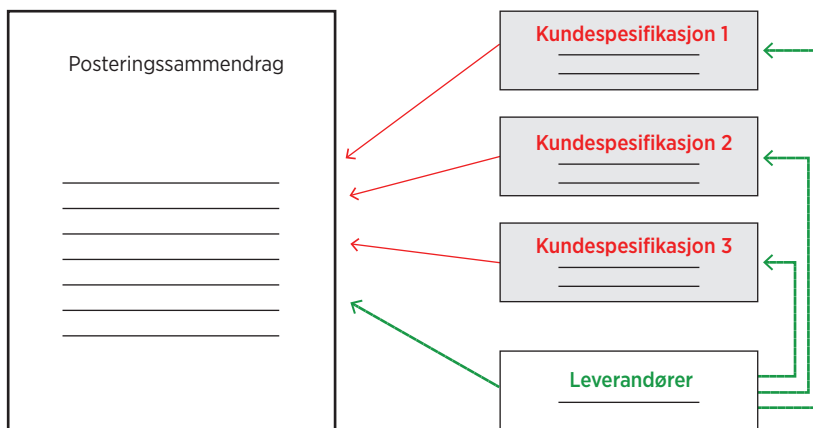 Posteringssammendrag
Kundespesifikasjon 1
Kundespesifikasjon 2
Kundespesifikasjon 3
Leverandører